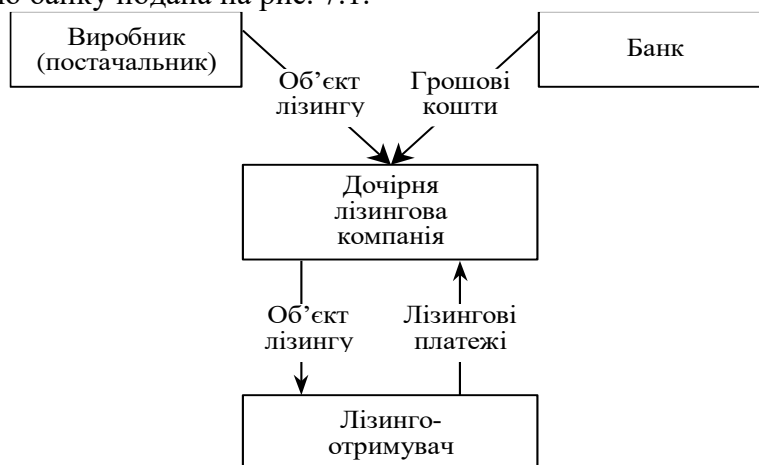 банку подана на рис. 7.1.
Виробник
(постачальник)
Банк
Об’єкт
лізингу
Грошові
кошти
Дочірня
лізингова
компанія
Об’єкт
лізингу
Лізингові
платежі
Лізинго-
отримувач